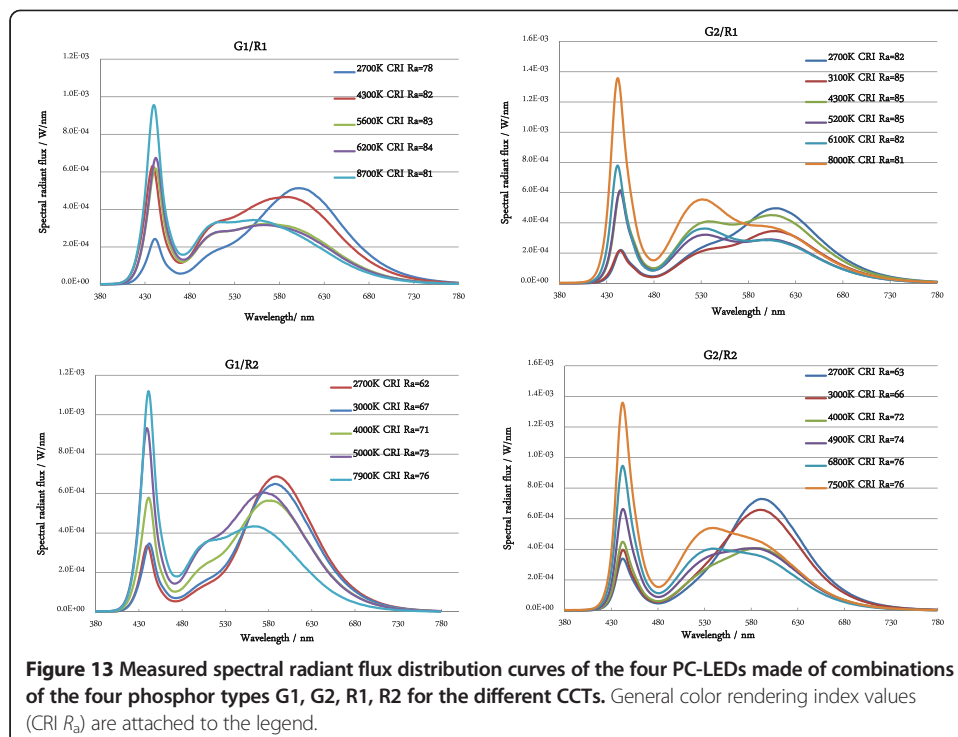 G1/R1
1.2E-03
1.0E-03
8.0E-04
6.0E-04
4.0E-04
2.0E-04
0.0E+00
Spectral radiant flux / W/nm
380 430 480 530 580 630 680 730 780
Wavelength/ nm
2700K CRI Ra=78
4300K CRI Ra=82
5600K CRI Ra=83
6200K CRI Ra=84
8700K CRI Ra=81
G2/R1
1.6E-03
1.4E-03
1.2E-03
1.0E-03
8.0E-04
6.0E-04
4.0E-04
2.0E-04
0.0E+00
Spectral radiant flux / W/nm
380 430 480 530 580 630 680 730 780
Wavelength/ nm
2700K CRI Ra=82
3100K CRI Ra=85
4300K CRI Ra=85
5200K CRI Ra=85
6100K CRI Ra=82
8000K CRI Ra=81
G1/R2
1.2E-03
1.0E-03
8.0E-04
6.0E-04
4.0E-04
2.0E-04
0.0E+00
Spectral radiant flux / W/nm
380 430 480 530 580 630 680 730 780
Wavelength/ nm
2700K CRI Ra=62
3000K CRI Ra=67
4000K CRI Ra=71
5000K CRI Ra=73
7900K CRI Ra=76
G2/R2
1.6E-03
1.4E-03
1.2E-03
1.0E-03
8.0E-04
6.0E-04
4.0E-04
2.0E-04
0.0E+00
Spectral radiant flux / W/nm
380 430 480 530 580 630 680 730 780
Wavelength/ nm
2700K CRI Ra=63
3000K CRI Ra=66
4000K CRI Ra=72
4900K CRI Ra=74
6800K CRI Ra=76
7500K CRI Ra=76
Figure 13 Measured spectral radiant flux distribution curves of the four PC-LEDs made of combinations
of the four phosphor types G1, G2, R1, R2 for the different CCTs. General color rendering index values
(CRI Ra) are attached to the legend.